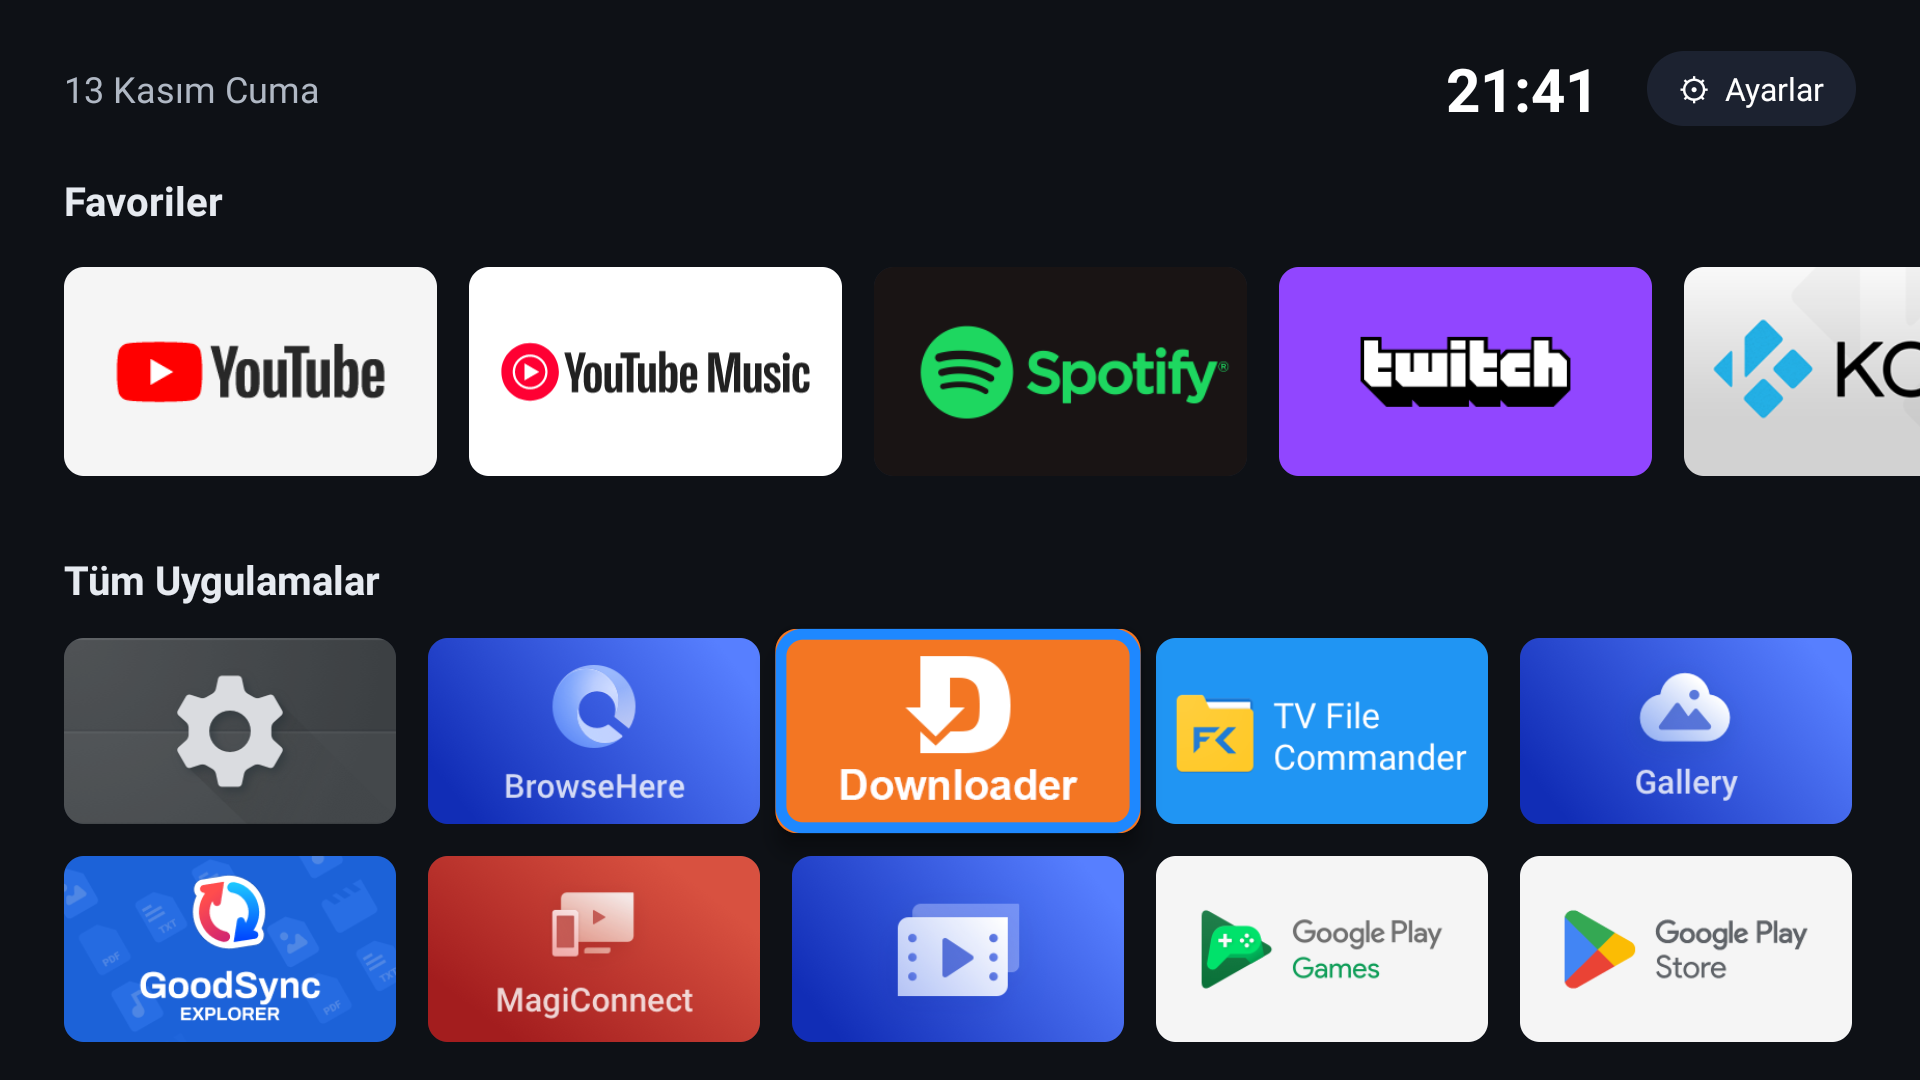 13 Kasım Cuma
21:41
Ayarlar
Favoriler
YouTube
YouTube Music
Spotify®
twitch
KO
Tüm Uygulamalar
BrowseHere
Downloader
TV File
Commander
Gallery
GoodSync
EXPLORER
MagiConnect
Google Play
Games
Google Play
Store